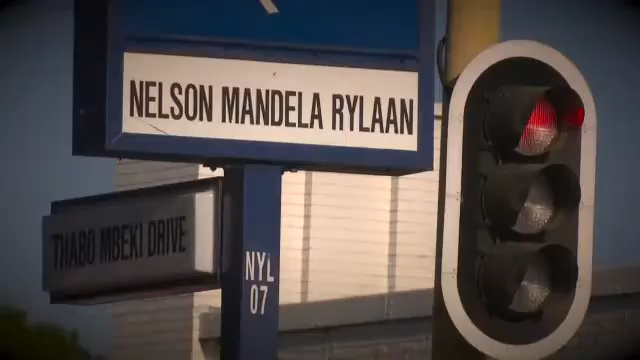 NELSON MANDELA RYLAAN
THABO MBEKI DRIVE
NYL
07